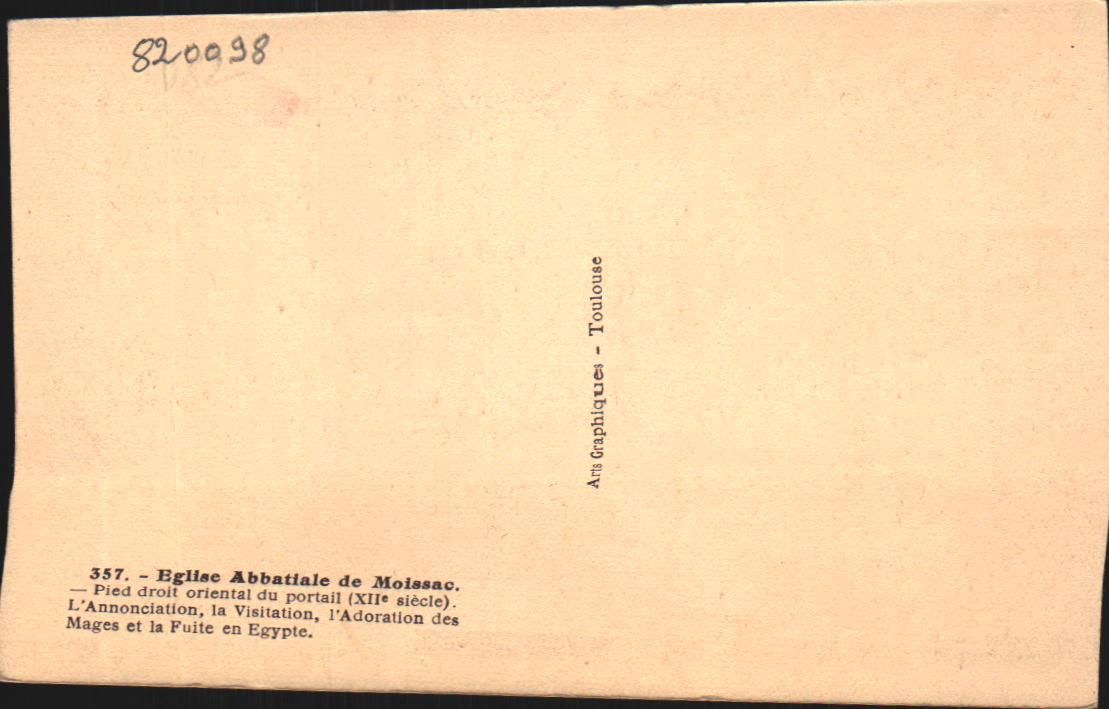 820098
Arts Graphiques - Toulouse
357. - Eglise Abbatiale de Moissac.
— Pied droit oriental du portail (XIIe siècle).
L'Annonciation, la Visitation, l'Adoration des
Mages et la Fuite en Egypte.